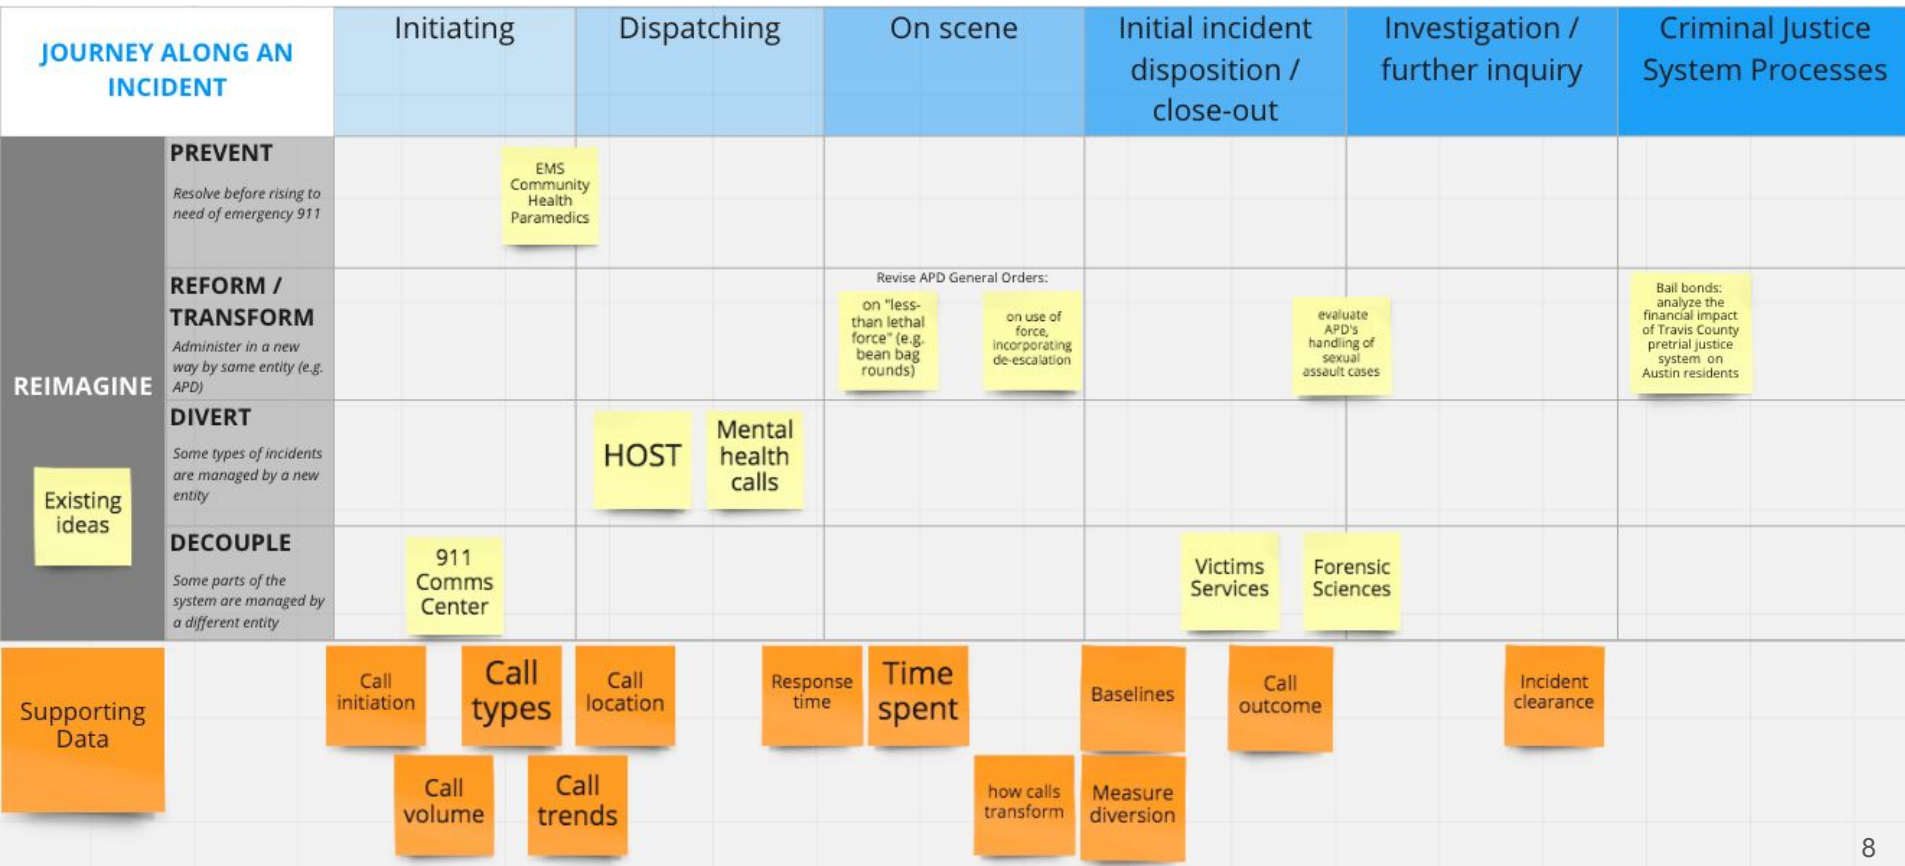 JOURNEY ALONG AN
INCIDENT
Initiating
Dispatching
On scene
Initial incident
disposition /
close-out
Investigation /
further inquiry
Criminal Justice
System Processes
REIMAGINE
Existing
ideas
PREVENT
Resolve before rising to
need of emergency 911
EMS
Community
Health
Paramedics
REFORM /
TRANSFORM
Administer in a new
way by same entity (e.g.
APD)
Revise APD General Orders:
on "less-
than lethal
force" (e.g.
bean bag
rounds)
on use of
force,
incorporating
de-escalation
evaluate
APD's
handling of
sexual
assault cases
Bail bonds:
analyze the
financial impact
of Travis County
pretrial justice
system on
Austin residents
DIVERT
Some types of incidents
are managed by a new
entity
HOST
Mental
health
calls
DECOUPLE
Some parts of the
system are managed by
a different entity
911
Comms
Center
Victims
Services
Forensic
Sciences
Supporting
Data
Call
initiation
Call
types
Call
location
Response
time
Time
spent
Baselines
Call
outcome
Incident
clearance
Call
volume
Call
trends
how calls
transform
Measure
diversion
8